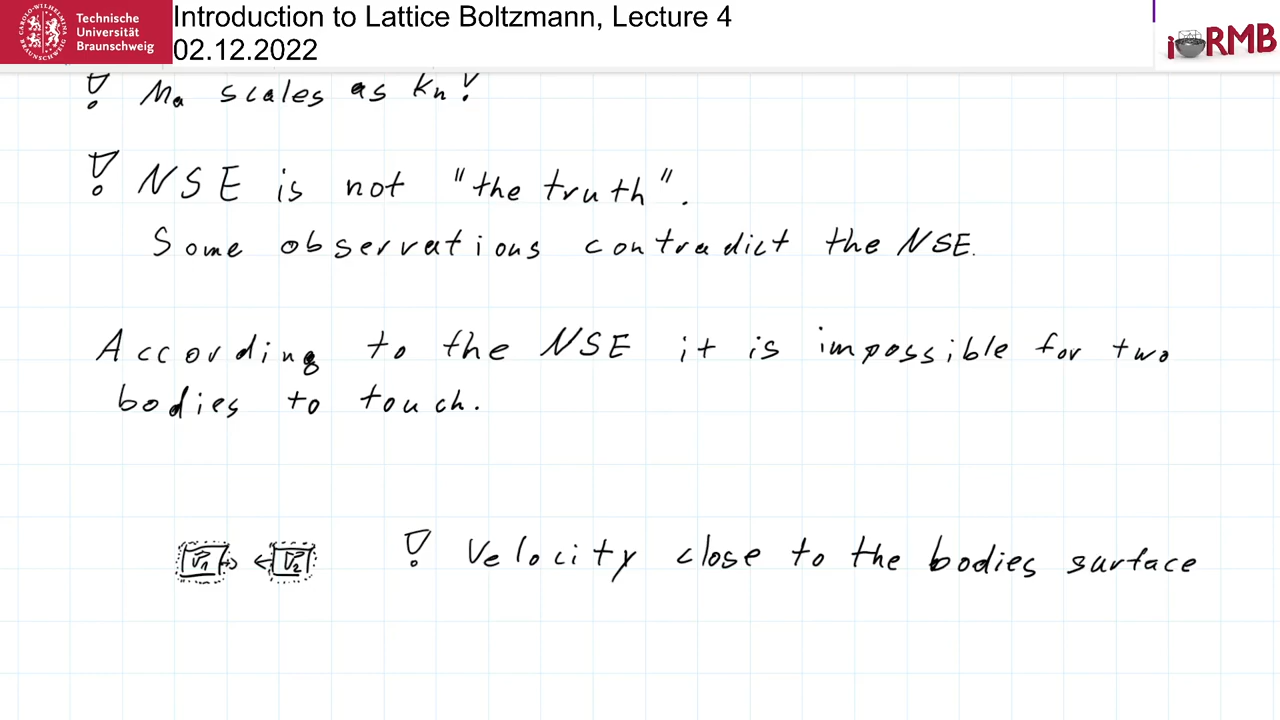 Technische
Universität
Braunschweig
Introduction to Lattice Boltzmann, Lecture 4
02.12.2022
iRMB
! Ma scales as Kn!
! NSE is not "the truth".
Some observations contradict the NSE.
According to the NSE it is impossible for two
bodies to touch.
! Velocity close to the bodies surface